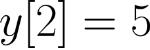 y[2] = 5